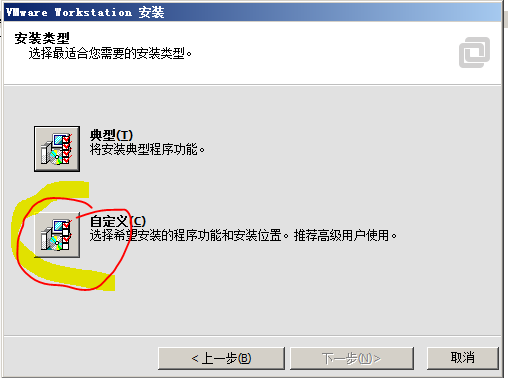 VMware Workstation 安装
安装类型
选择最适合您需要的安装类型。
典型(T)
将安装典型程序功能。
自定义(C)
选择希望安装的程序功能和安装位置。推荐高级用户使用。
< 上一步(B)
下一步(N)>
取消